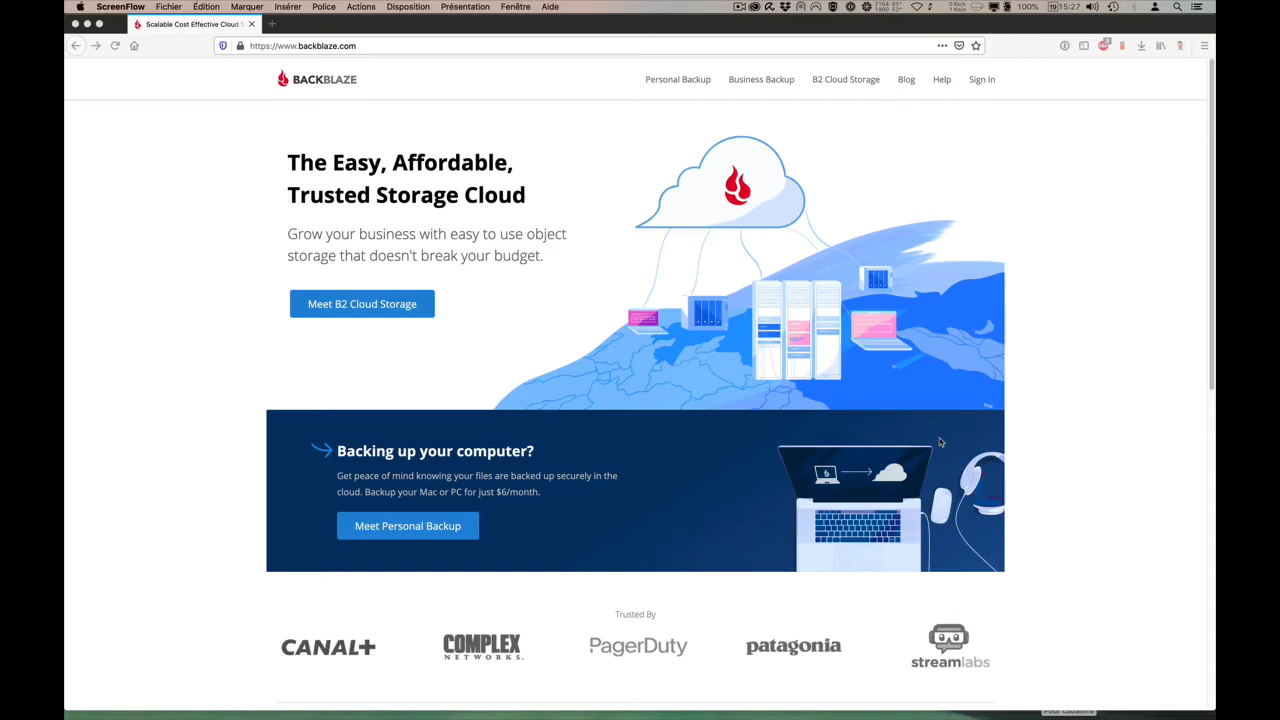 ScreenFlow Fichier Édition Marquer Insérer Police Actions Disposition Présentation Fenêtre Aide
100% 19 15:27
Scalable Cost Effective Cloud S
https://www.backblaze.com
BACKBLAZE
Personal Backup Business Backup B2 Cloud Storage Blog Help Sign In
The Easy, Affordable,
Trusted Storage Cloud
Grow your business with easy to use object
storage that doesn't break your budget.
Meet B2 Cloud Storage
Backing up your computer?
Get peace of mind knowing your files are backed up securely in the
cloud. Backup your Mac or PC for just $6/month.
Meet Personal Backup
Trusted By
CANAL+
COMPLEX
NETWORKS.
PagerDuty
patagonia
streamlabs